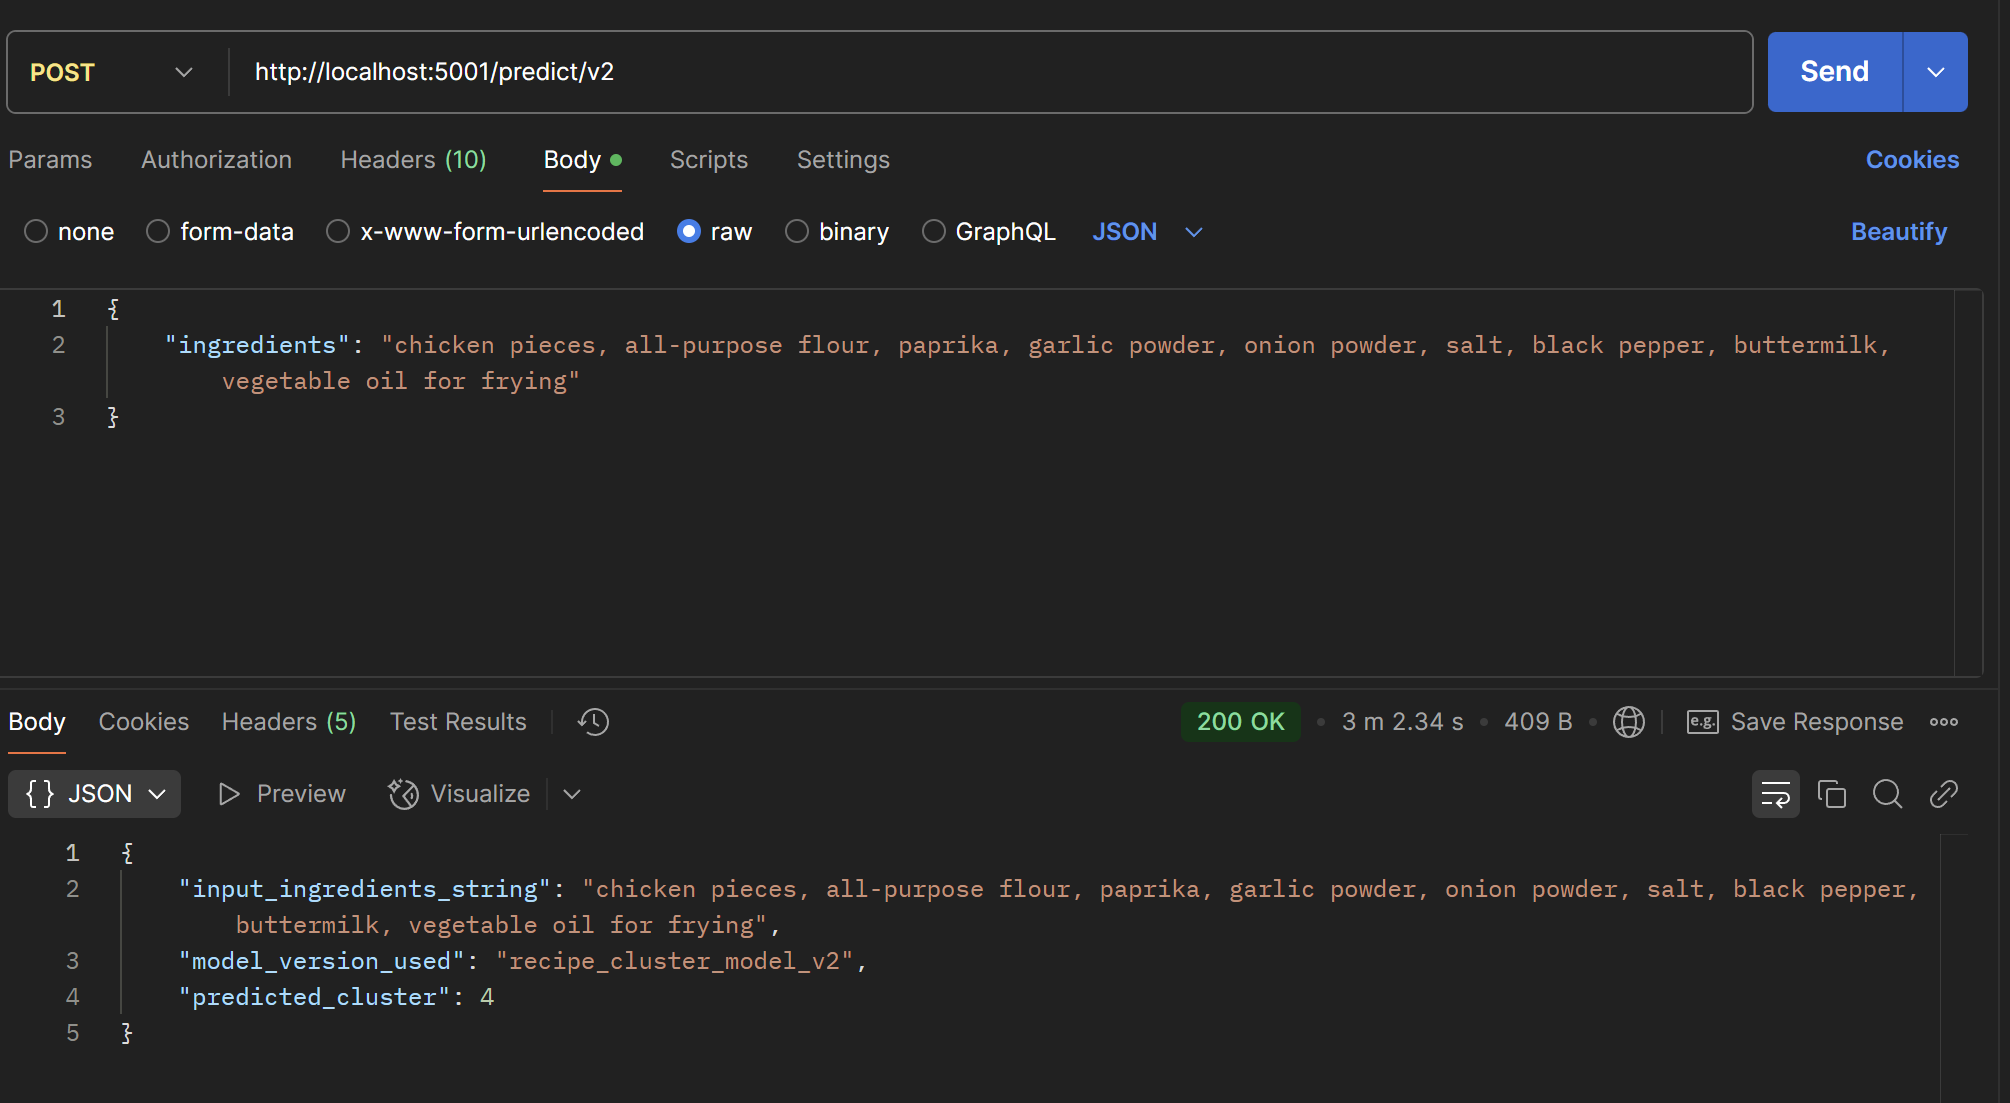 POST http://localhost:5001/predict/v2 Send
Params Authorization Headers (10) Body Scripts Settings Cookies
none form-data x-www-form-urlencoded raw binary GraphQL JSON Beautify
1 {
2 "ingredients": "chicken pieces, all-purpose flour, paprika, garlic powder, onion powder, salt, black pepper, buttermilk,
vegetable oil for frying"
3 }
Body Cookies Headers (5) Test Results 200 OK • 3 m 2.34 s • 409 B • e.g. Save Response
{} JSON Preview Visualize
1 {
2 "input_ingredients_string": "chicken pieces, all-purpose flour, paprika, garlic powder, onion powder, salt, black pepper,
buttermilk, vegetable oil for frying",
3 "model_version_used": "recipe_cluster_model_v2",
4 "predicted_cluster": 4
5 }